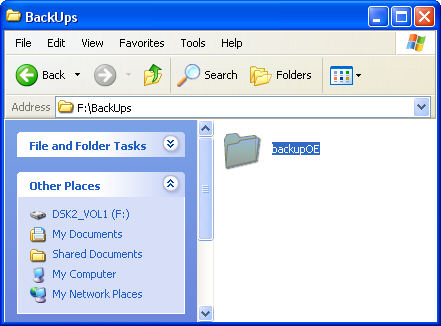 BackUps
File Edit View Favorites Tools Help
Back Search Folders
Address F:\BackUps
File and Folder Tasks
backupOE
Other Places
DSK2_VOL1 (F:)
My Documents
Shared Documents
My Computer
My Network Places